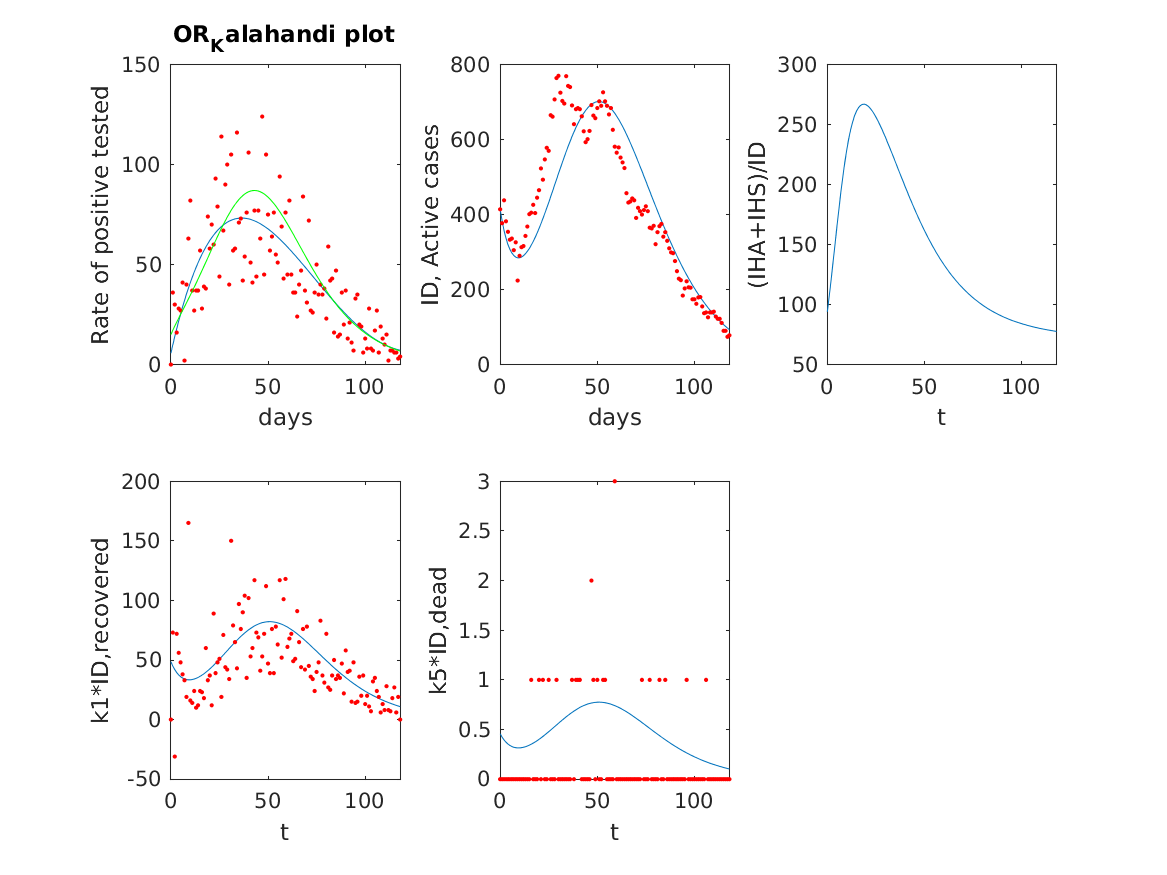 OR_Kalahandi plot
150
100
50
0
0 50 100
days
Rate of positive tested
800
600
400
200
0
0 50 100
days
ID, Active cases
300
250
200
150
100
50
0 50 100
t
(IHA+IHS)/ID
200
150
100
50
0
-50
0 50 100
t
k1*ID,recovered
3
2.5
2
1.5
1
0.5
0
0 50 100
t
k5*ID,dead